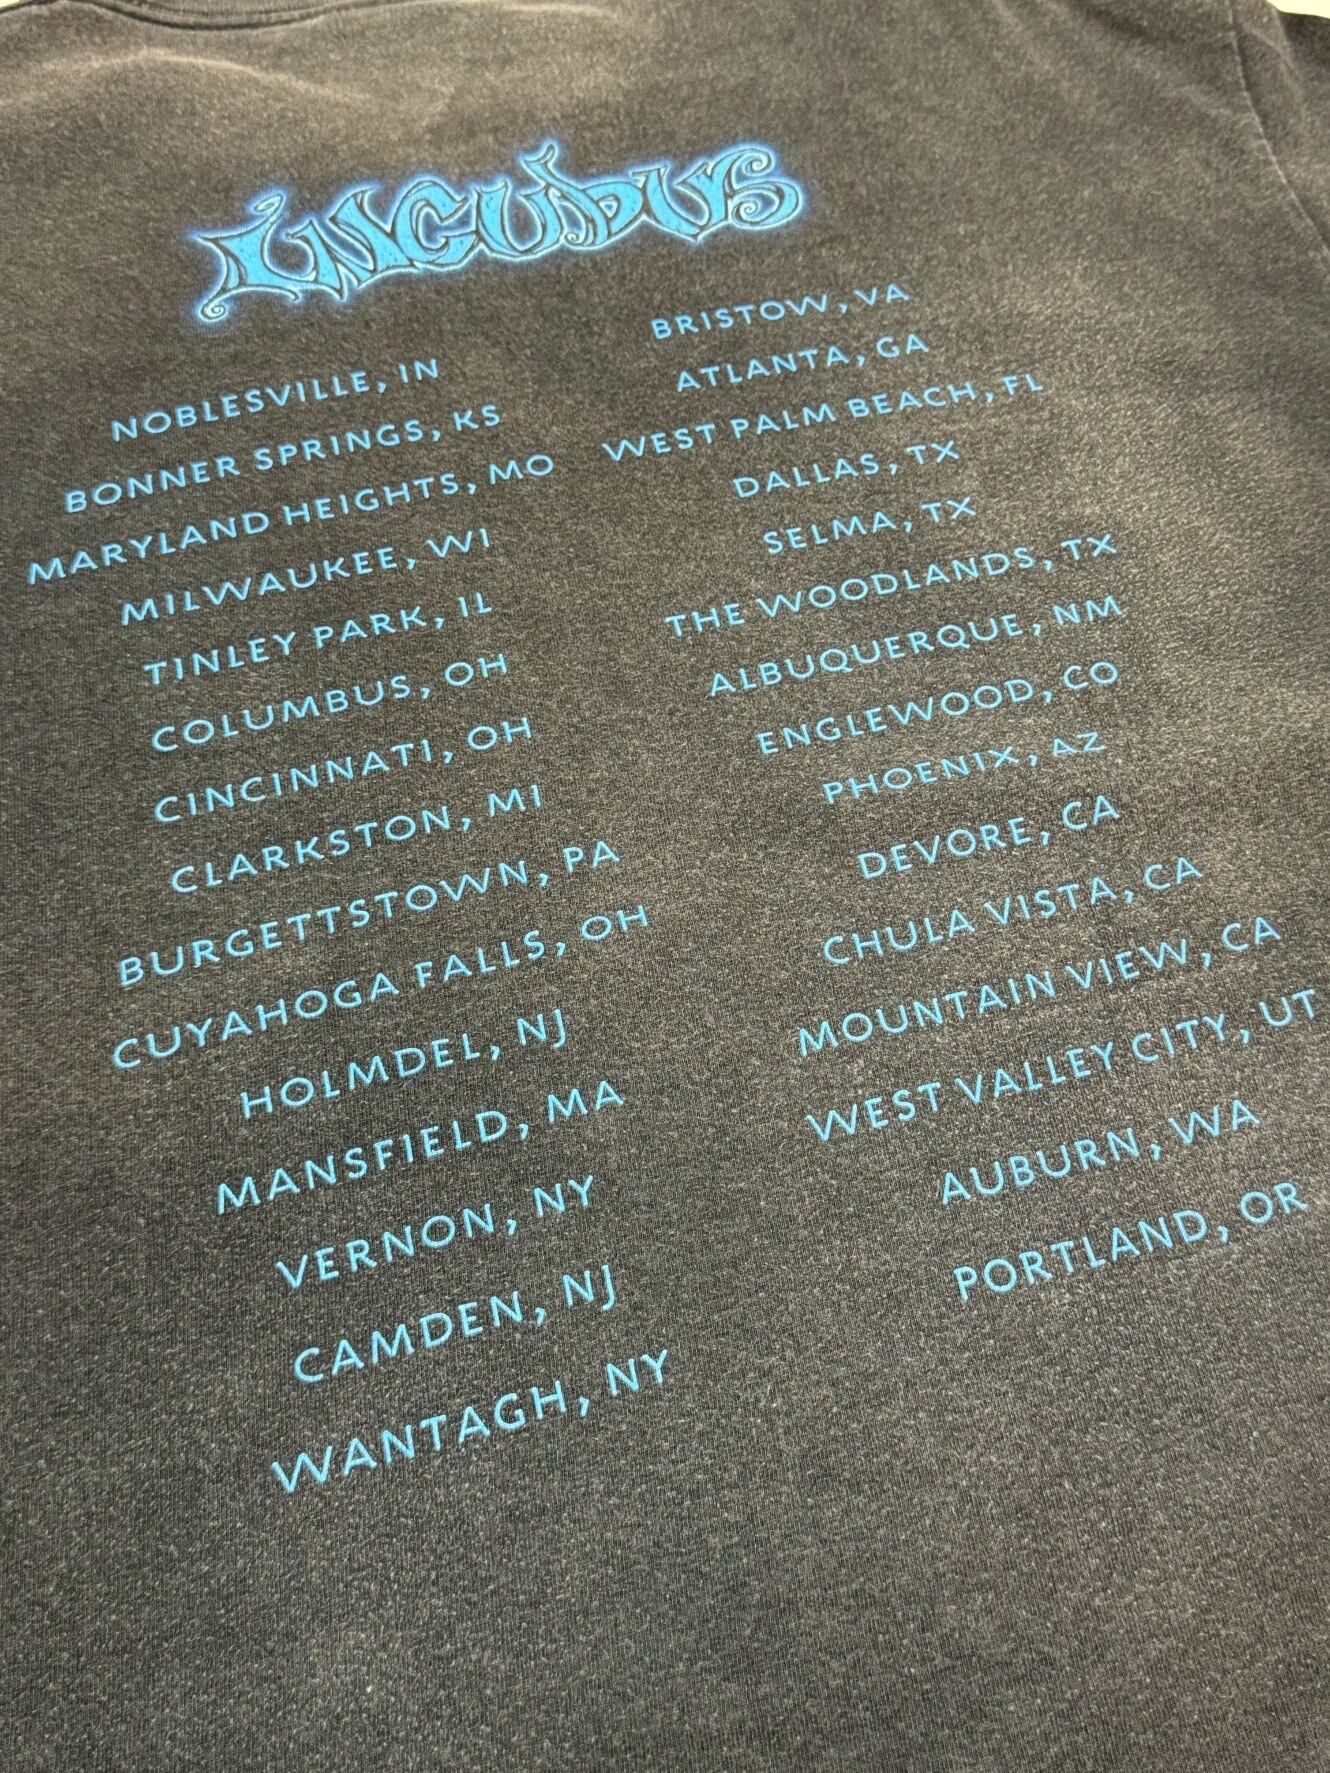 INCUBUS
NOBLESVILLE, IN
BONNER SPRINGS, KS
MARYLAND HEIGHTS, MO
MILWAUKEE, WI
TINLEY PARK, IL
COLUMBUS, OH
CINCINNATI, OH
CLARKSTON, MI
BURGETTSTOWN, PA
CUYAHOGA FALLS, OH
HOLMDEL, NJ
MANSFIELD, MA
VERNON, NY
CAMDEN, NJ
WANTAGH, NY
BRISTOW, VA
ATLANTA, GA
WEST PALM BEACH, FL
DALLAS, TX
SELMA, TX
THE WOODLANDS, TX
ALBUQUERQUE, NM
ENGLEWOOD, CO
PHOENIX, AZ
DEVORE, CA
CHULA VISTA, CA
MOUNTAIN VIEW, CA
WEST VALLEY CITY, UT
AUBURN, WA
PORTLAND, OR